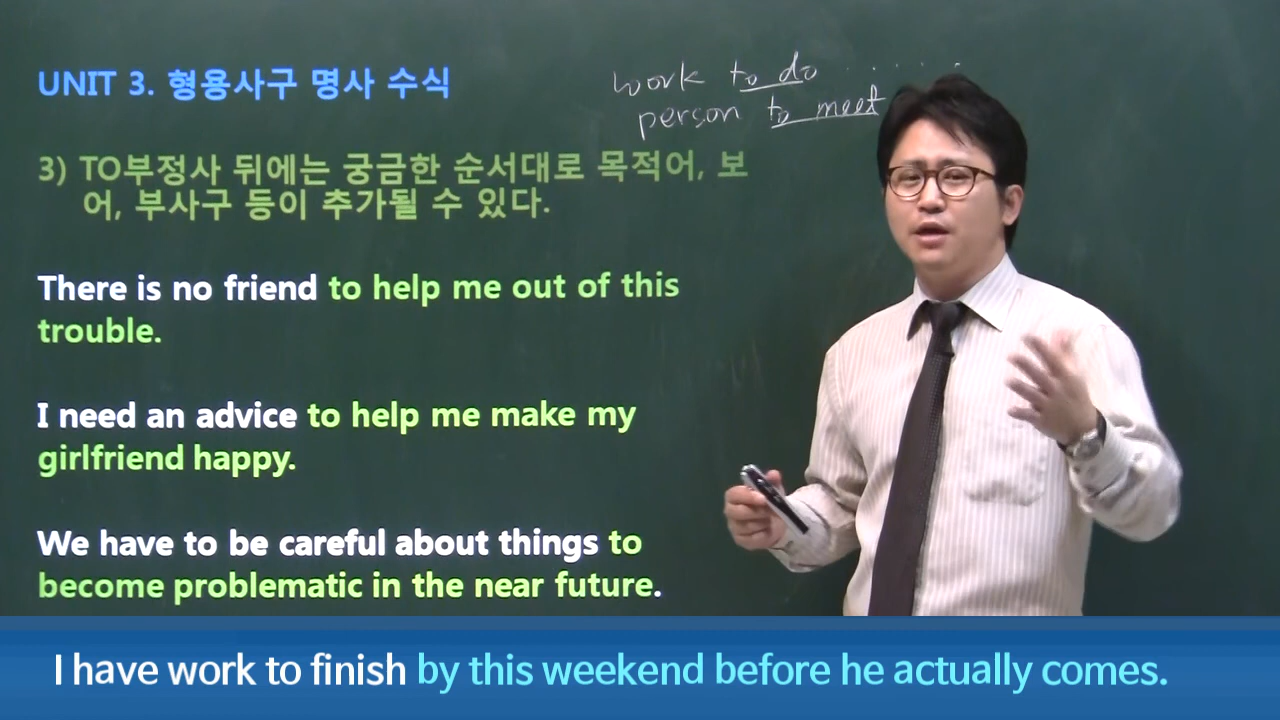 UNIT 3. 형용사구 명사 수식
work to do . . . . . .
person to meet
3) TO부정사 뒤에는 궁금한 순서대로 목적어, 보
어, 부사구 등이 추가될 수 있다.
There is no friend to help me out of this
trouble.
I need an advice to help me make my
girlfriend happy.
We have to be careful about things to
become problematic in the near future.
I have work to finish by this weekend before he actually comes.